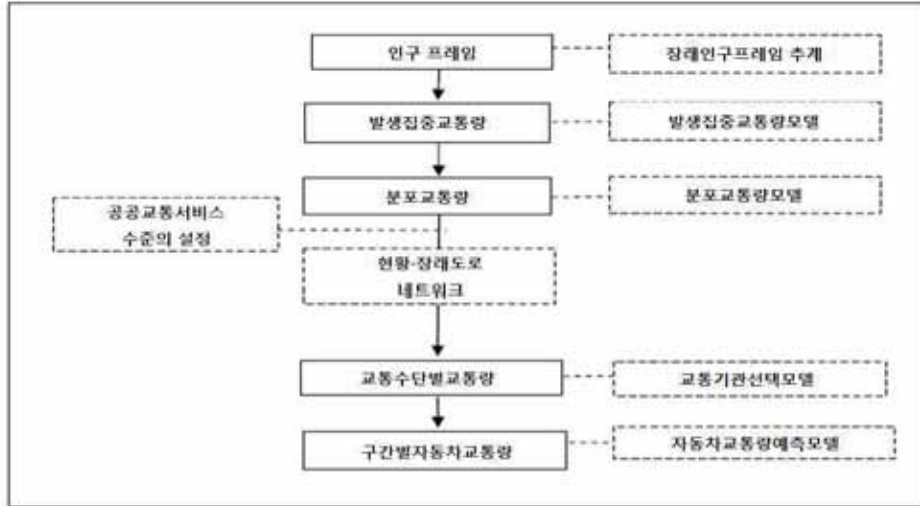 인구 프레임
장래인구프레임 추계
발생집중교통량
발생집중교통량모델
분포교통량
분포교통량모델
공공교통서비스
수준의 설정
현황·장래도로
네트워크
교통수단별교통량
교통기관선택모델
구간별자동차교통량
자동차교통량예측모델